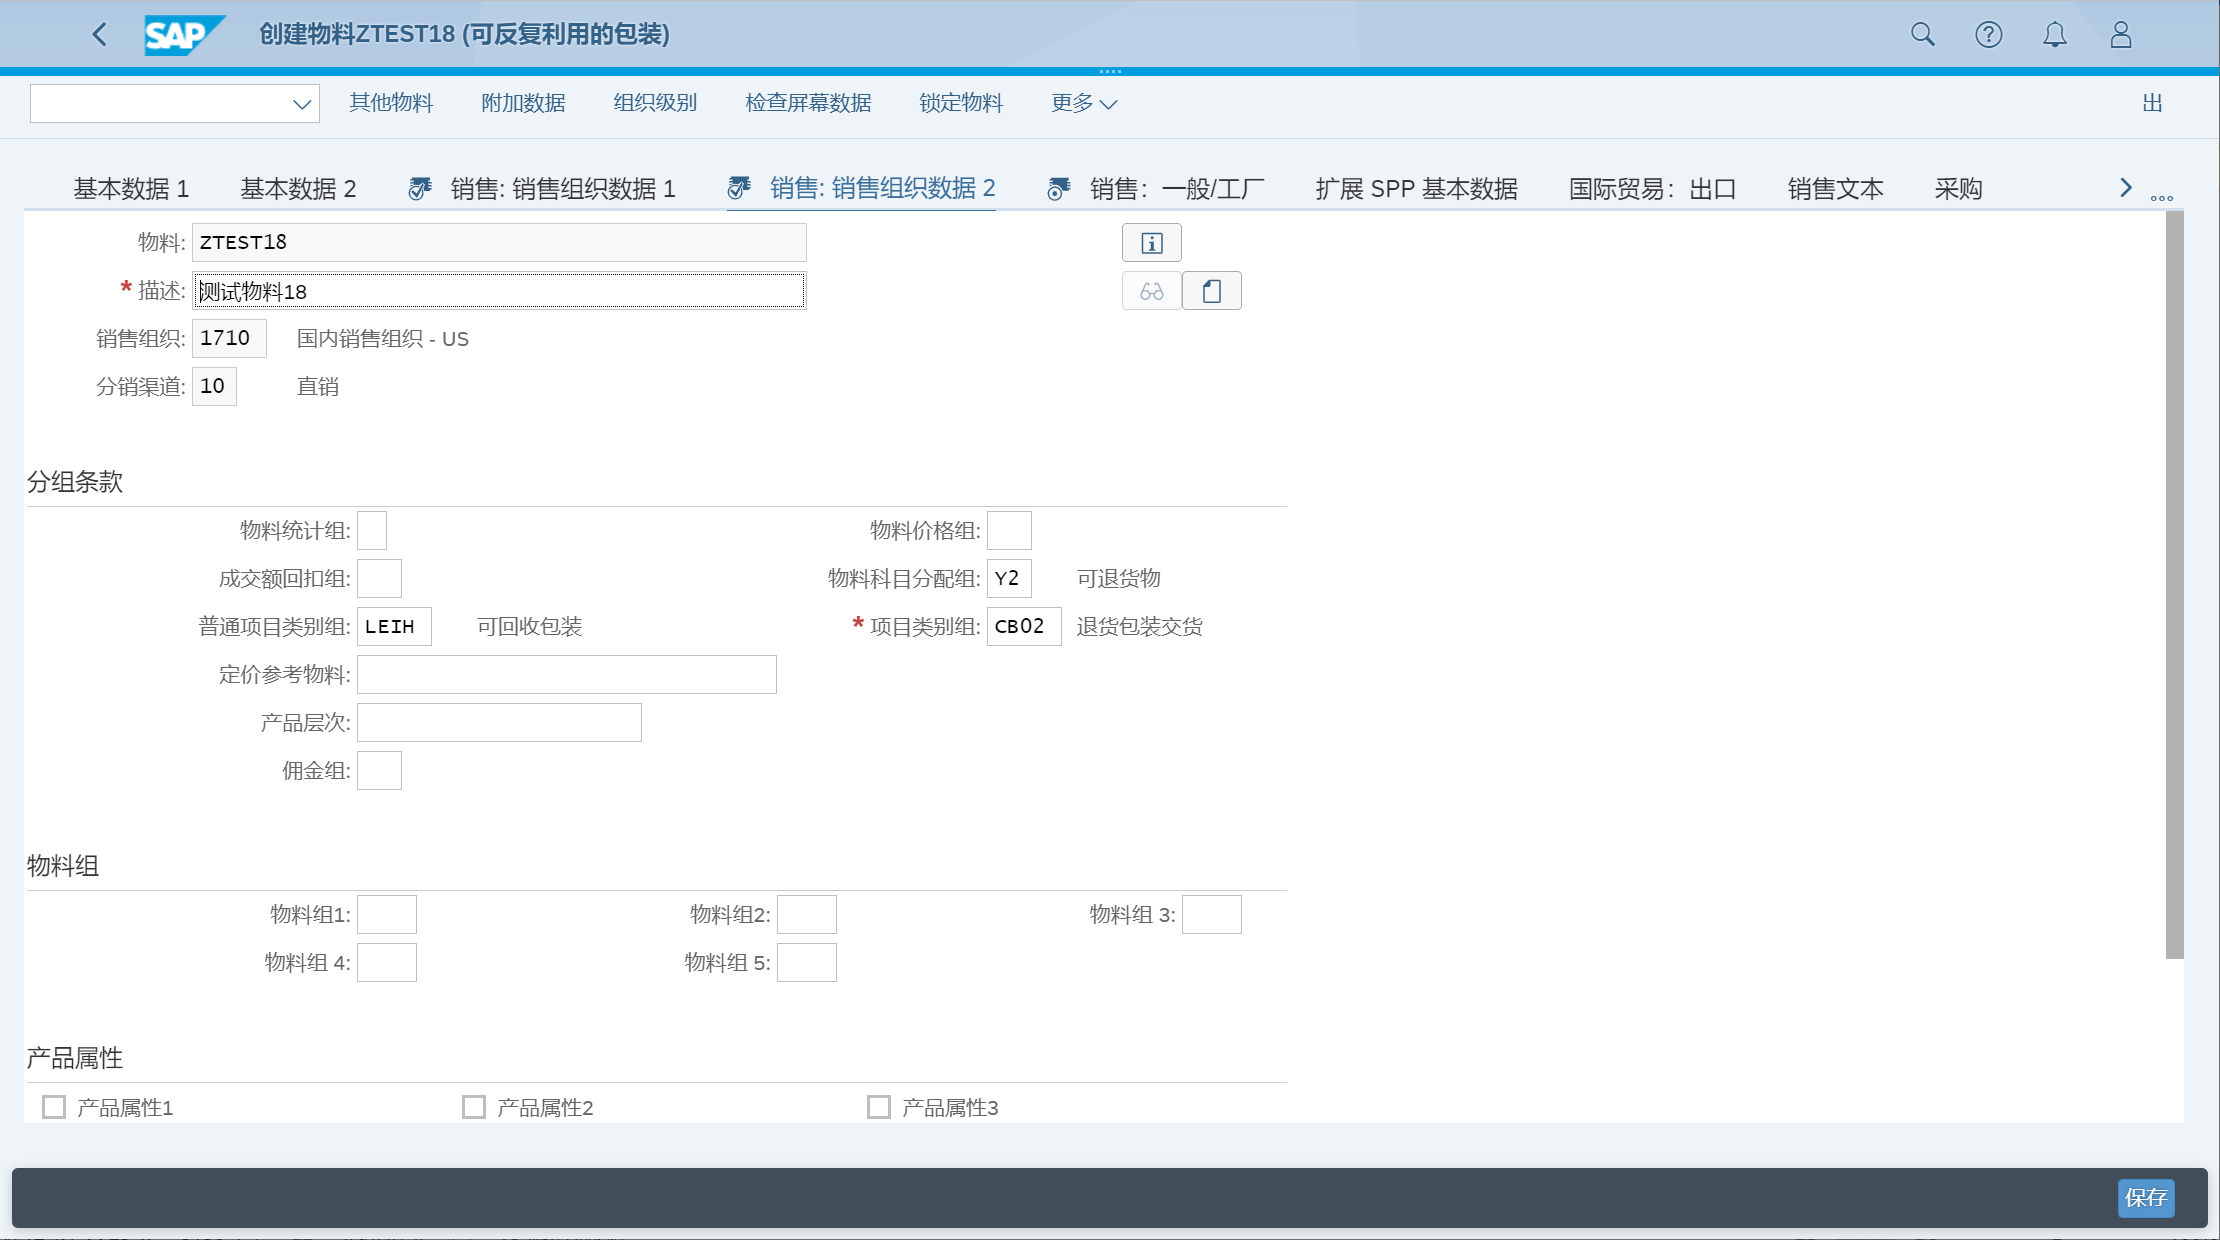 SAP 创建物料ZTEST18 (可反复利用的包装)
其他物料 附加数据 组织级别 检查屏幕数据 锁定物料 更多 出
基本数据 1 基本数据 2 销售: 销售组织数据 1 销售: 销售组织数据 2 销售：一般/工厂 扩展 SPP 基本数据 国际贸易：出口 销售文本 采购
物料: ZTEST18
* 描述: 测试物料18
销售组织: 1710 国内销售组织 - US
分销渠道: 10 直销
分组条款
物料统计组: 物料价格组:
成交额回扣组: 物料科目分配组: Y2 可退货物
普通项目类别组: LEIH 可回收包装 * 项目类别组: CB02 退货包装交货
定价参考物料:
产品层次:
佣金组:
物料组
物料组1: 物料组2: 物料组 3:
物料组 4: 物料组 5:
产品属性
产品属性1 产品属性2 产品属性3
保存